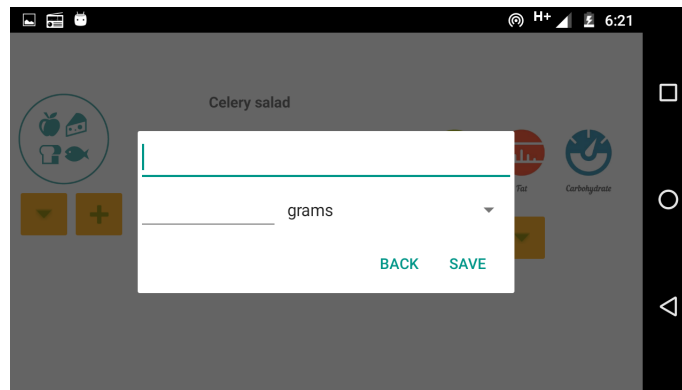 H+ 6:21
Celery salad
Fat
Carbohydrate
grams
BACK SAVE